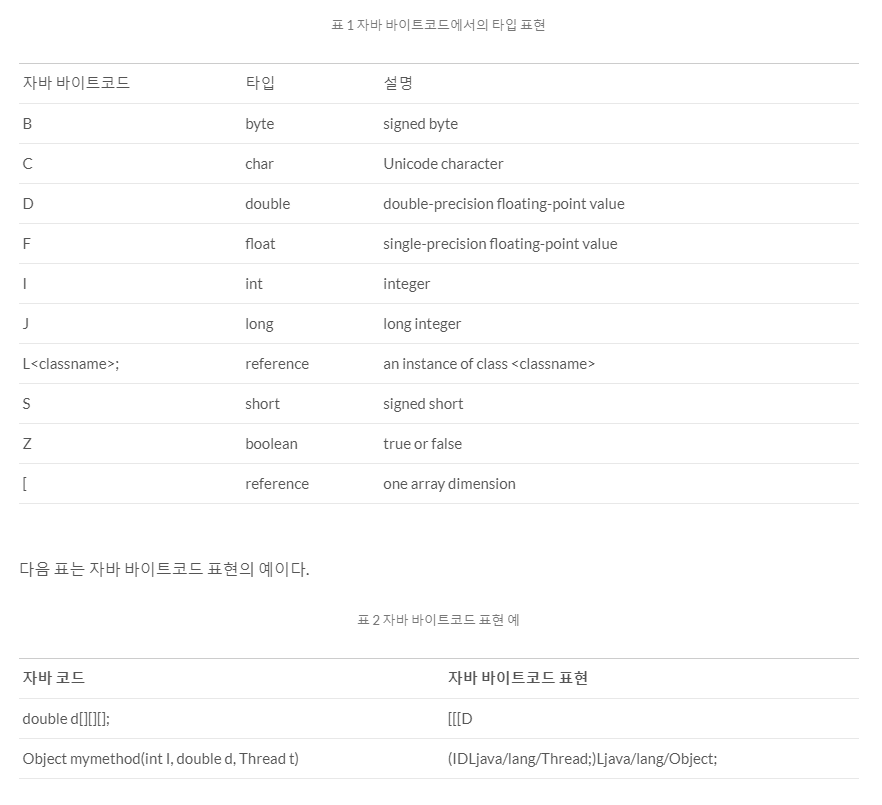 표 1 자바 바이트코드에서의 타입 표현
자바 바이트코드 타입 설명
B byte signed byte
C char Unicode character
D double double-precision floating-point value
F float single-precision floating-point value
I int integer
J long long integer
L<classname>; reference an instance of class <classname>
S short signed short
Z boolean true or false
[ reference one array dimension
다음 표는 자바 바이트코드 표현의 예이다.
표 2 자바 바이트코드 표현 예
자바 코드 자바 바이트코드 표현
double d[][][]; [[[D
Object mymethod(int I, double d, Thread t) (IDLjava/lang/Thread;)Ljava/lang/Object;